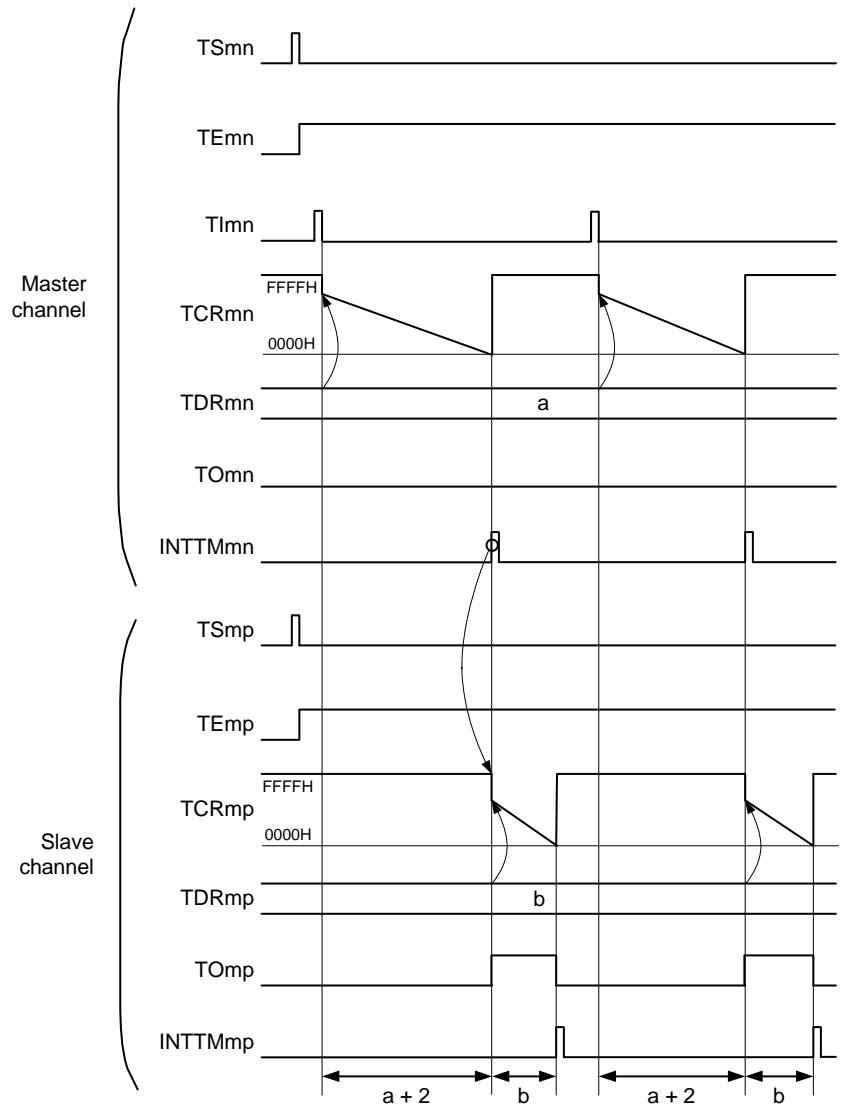 TSmn
TEmn
TImn
Master
channel
FFFFH
TCRmn
0000H
TDRmn
a
TOmn
INTTMmn
TSmp
TEmp
FFFFH
TCRmp
0000H
Slave
channel
TDRmp
b
TOmp
INTTMmp
a + 2
b
a + 2
b